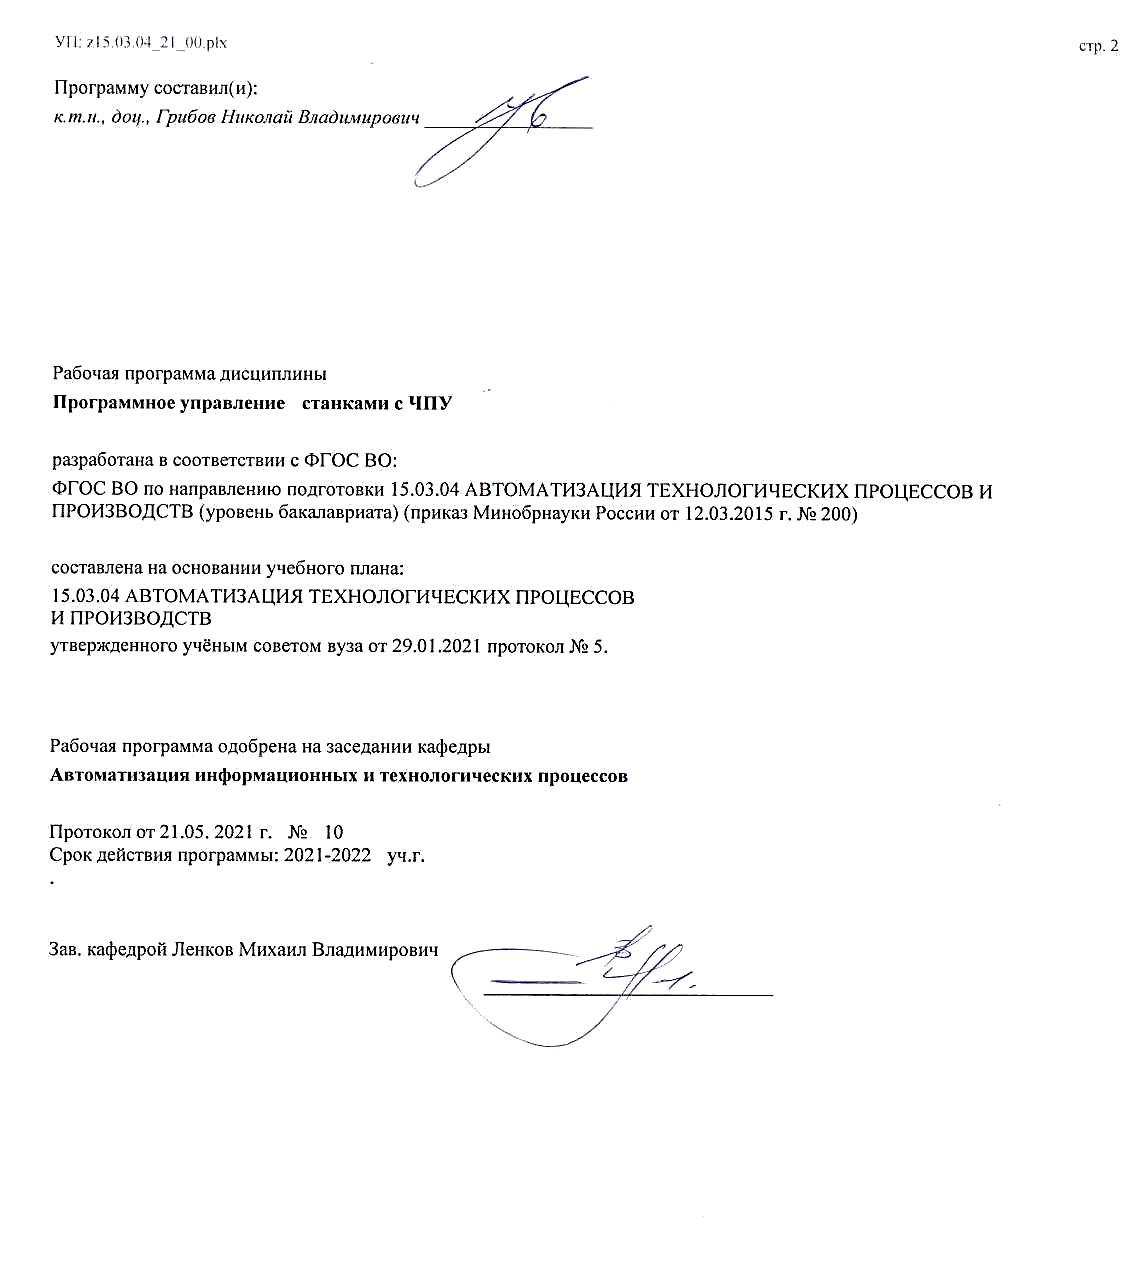 УП: z15.03.04_21_00.plx
стр. 2
Программу составил(и):
к.т.н., доц., Грибов Николай Владимирович
Рабочая программа дисциплины
Программное управление станками с ЧПУ
разработана в соответствии с ФГОС ВО:
ФГОС ВО по направлению подготовки 15.03.04 АВТОМАТИЗАЦИЯ ТЕХНОЛОГИЧЕСКИХ ПРОЦЕССОВ И
ПРОИЗВОДСТВ (уровень бакалавриата) (приказ Минобрнауки России от 12.03.2015 г. № 200)
составлена на основании учебного плана:
15.03.04 АВТОМАТИЗАЦИЯ ТЕХНОЛОГИЧЕСКИХ ПРОЦЕССОВ
И ПРОИЗВОДСТВ
утвержденного учёным советом вуза от 29.01.2021 протокол № 5.
Рабочая программа одобрена на заседании кафедры
Автоматизация информационных и технологических процессов
Протокол от 21.05. 2021 г. № 10
Срок действия программы: 2021-2022 уч.г.
.
Зав. кафедрой Ленков Михаил Владимирович